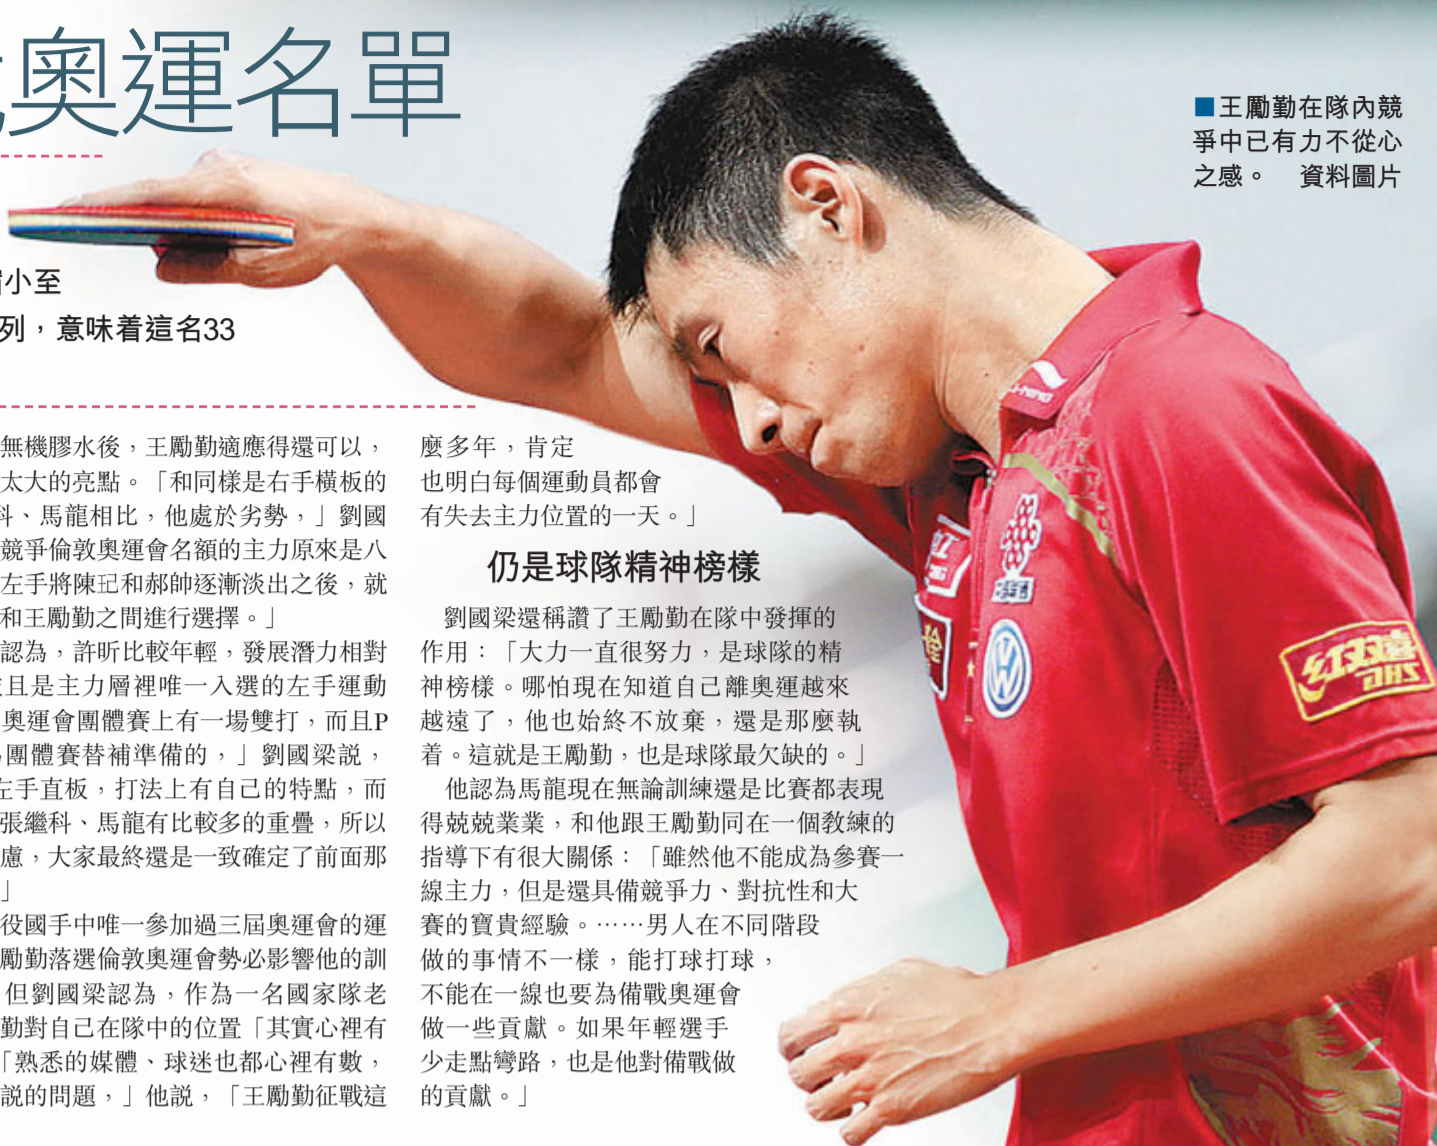 奧運名單
小至
列，意味着這名33
■王勵勤在隊內競
爭中已有力不從心
之感。　資料圖片
無機膠水後，王勵勤適應得還可以，
太大的亮點。「和同樣是右手橫板的
科、馬龍相比，他處於劣勢，」劉國
競爭倫敦奧運會名額的主力原來是八
左手將陳玘和郝帥逐漸淡出之後，就
和王勵勤之間進行選擇。」
認為，許昕比較年輕，發展潛力相對
且是主力層裡唯一入選的左手運動
奧運會團體賽上有一場雙打，而且P
團體賽替補準備的，」劉國梁説，
左手直板，打法上有自己的特點，而
張繼科、馬龍有比較多的重疊，所以
慮，大家最終還是一致確定了前面那
」
役國手中唯一參加過三屆奧運會的運
勵勤落選倫敦奧運會勢必影響他的訓
但劉國梁認為，作為一名國家隊老
勤對自己在隊中的位置「其實心裡有
「熟悉的媒體、球迷也都心裡有數，
説的問題，」他説，「王勵勤征戰這
麼多年，肯定
也明白每個運動員都會
有失去主力位置的一天。」
仍是球隊精神榜樣
劉國梁還稱讚了王勵勤在隊中發揮的
作用：「大力一直很努力，是球隊的精
神榜樣。哪怕現在知道自己離奧運越來
越遠了，他也始終不放棄，還是那麼執
着。這就是王勵勤，也是球隊最欠缺的。」
他認為馬龍現在無論訓練還是比賽都表現
得兢兢業業，和他跟王勵勤同在一個教練的
指導下有很大關係：「雖然他不能成為參賽一
線主力，但是還具備競爭力、對抗性和大
賽的寶貴經驗。……男人在不同階段
做的事情不一樣，能打球打球，
不能在一線也要為備戰奧運會
做一些貢獻。如果年輕選手
少走點彎路，也是他對備戰做
的貢獻。」
红双喜
DHS